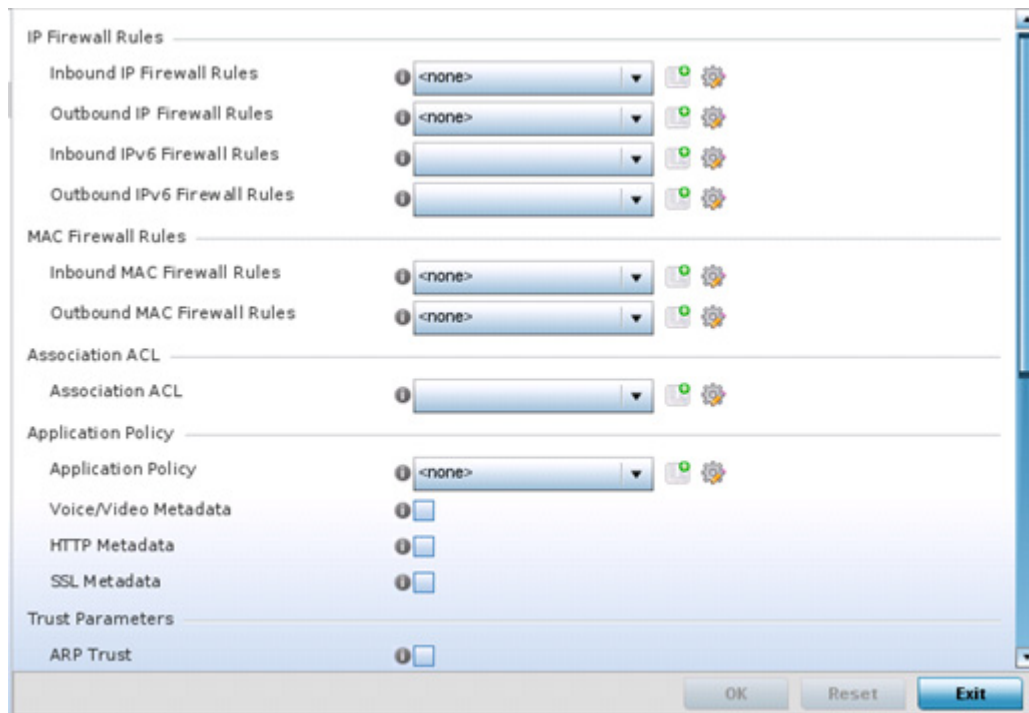 IP Firewall Rules
Inbound IP Firewall Rules <none>
Outbound IP Firewall Rules <none>
Inbound IPv6 Firewall Rules
Outbound IPv6 Firewall Rules
MAC Firewall Rules
Inbound MAC Firewall Rules <none>
Outbound MAC Firewall Rules <none>
Association ACL
Association ACL
Application Policy
Application Policy <none>
Voice/Video Metadata
HTTP Metadata
SSL Metadata
Trust Parameters
ARP Trust
OK Reset Exit